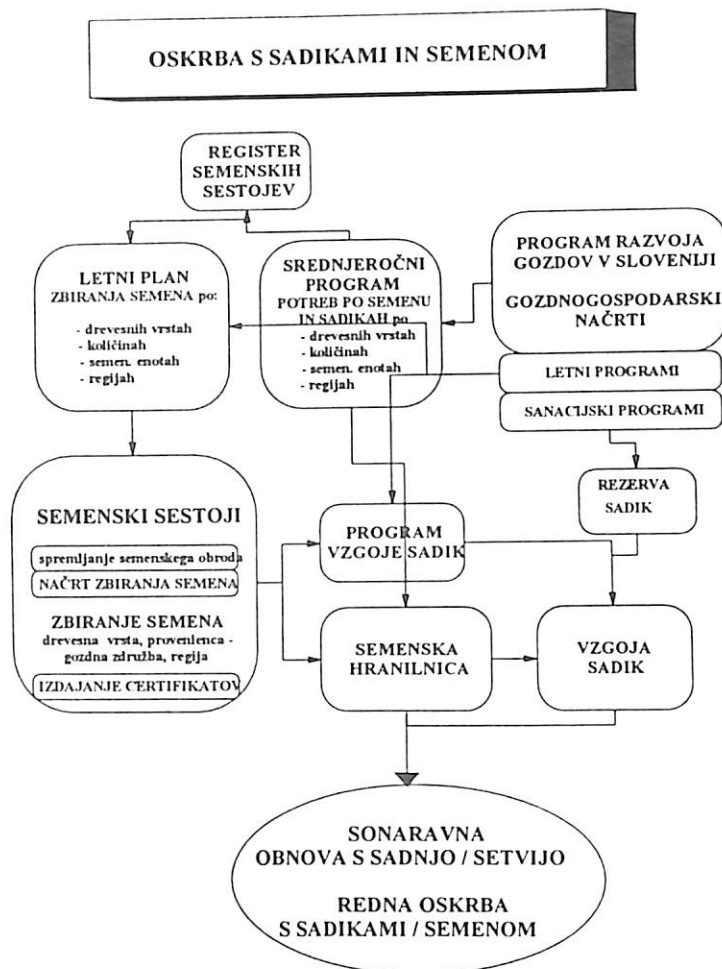 OSKRBA S SADIKAMI IN SEMENOM
REGISTER
SEMENSKIH
SESTOJEV
LETNI PLAN
ZBIRANJA SEMENA po:
- drevesnih vrstah
- količinah
- semen. enotah
- regijah
SREDNJEROČNI
PROGRAM
POTREB PO SEMENU
IN SADIKAH po
- drevesnih vrstah
- količinah
- semen. enotah
- regijah
PROGRAM RAZVOJA
GOZDOV V SLOVENIJI
GOZDNOGOSPODARSKI
NAČRTI
LETNI PROGRAMI
SANACIJSKI PROGRAMI
REZERVA
SADIK
SEMENSKI SESTOJI
spremljanje semenskega obroda
NAČRT ZBIRANJA SEMENA
ZBIRANJE SEMENA
drevesna vrsta, provenienca -
gozdna združba, regija
IZDAJANJE CERTIFIKATOV
PROGRAM
VZGOJE SADIK
SEMENSKA
HRANILNICA
VZGOJA
SADIK
SONARAVNA
OBNOVA S SADNJO / SETVIJO
REDNA OSKRBA
S SADIKAMI / SEMENOM